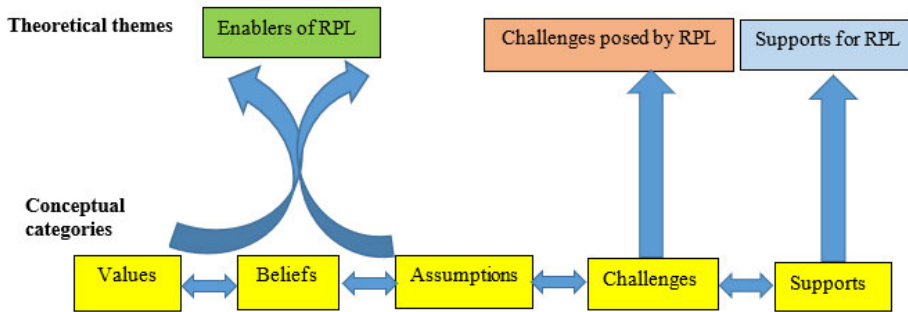 Theoretical themes
Enablers of RPL
Challenges posed by RPL
Supports for RPL
Conceptual
categories
Values
Beliefs
Assumptions
Challenges
Supports